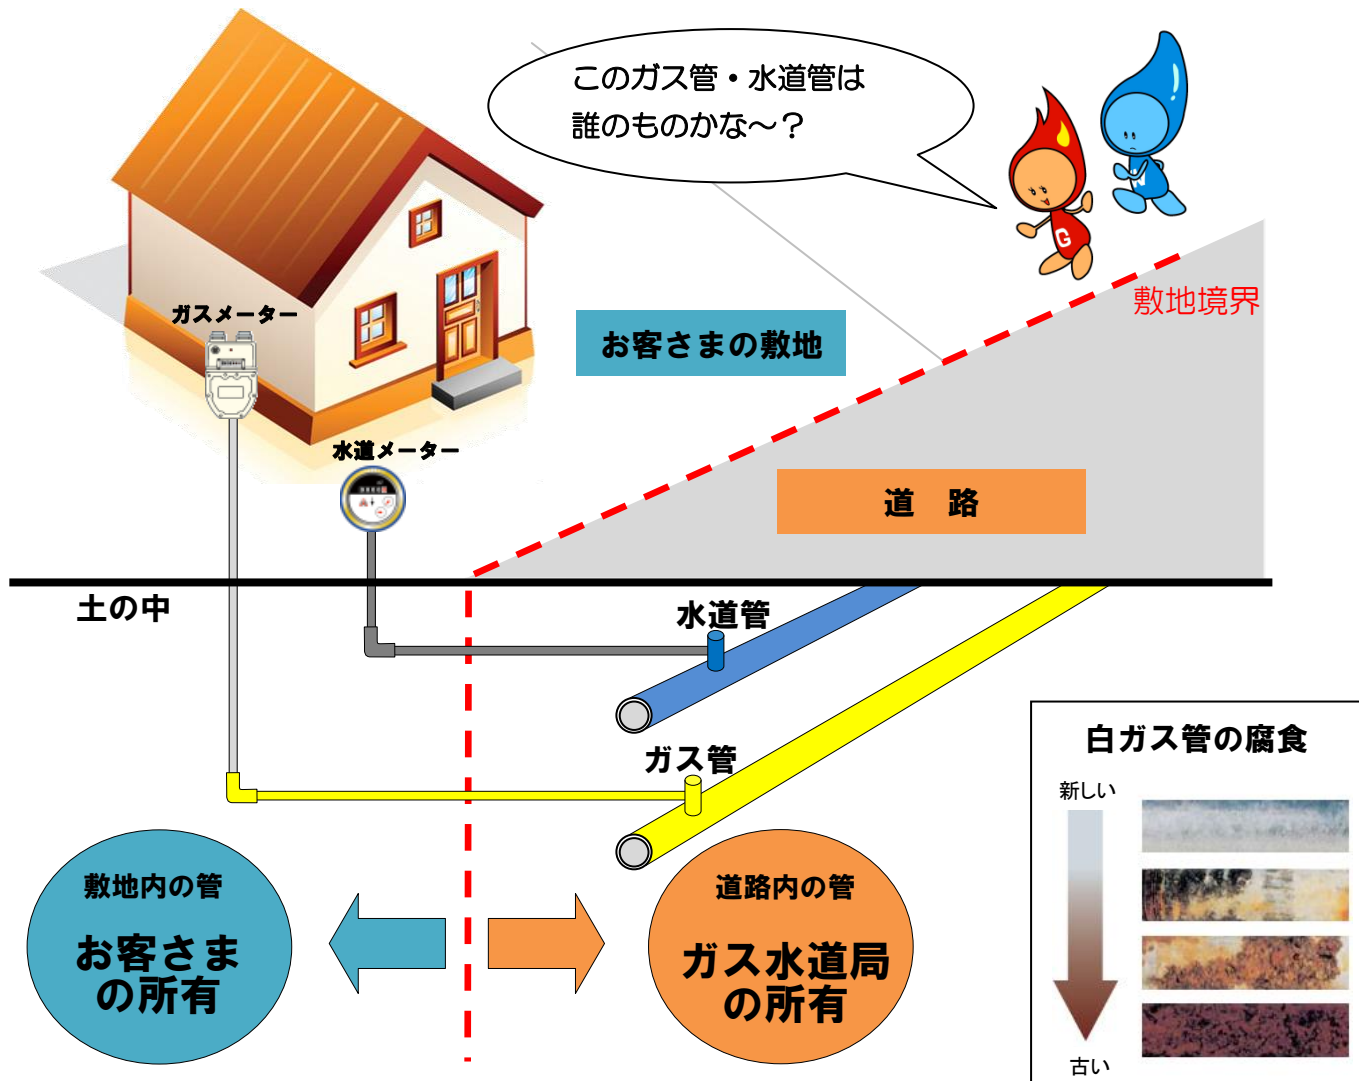 このガス管・水道管は
誰のものかな～？
G
W
敷地境界
ガスメーター
お客さまの敷地
水道メーター
道　路
土の中
水道管
ガス管
白ガス管の腐食
新しい
古い
敷地内の管
お客さま
の所有
道路内の管
ガス水道局
の所有